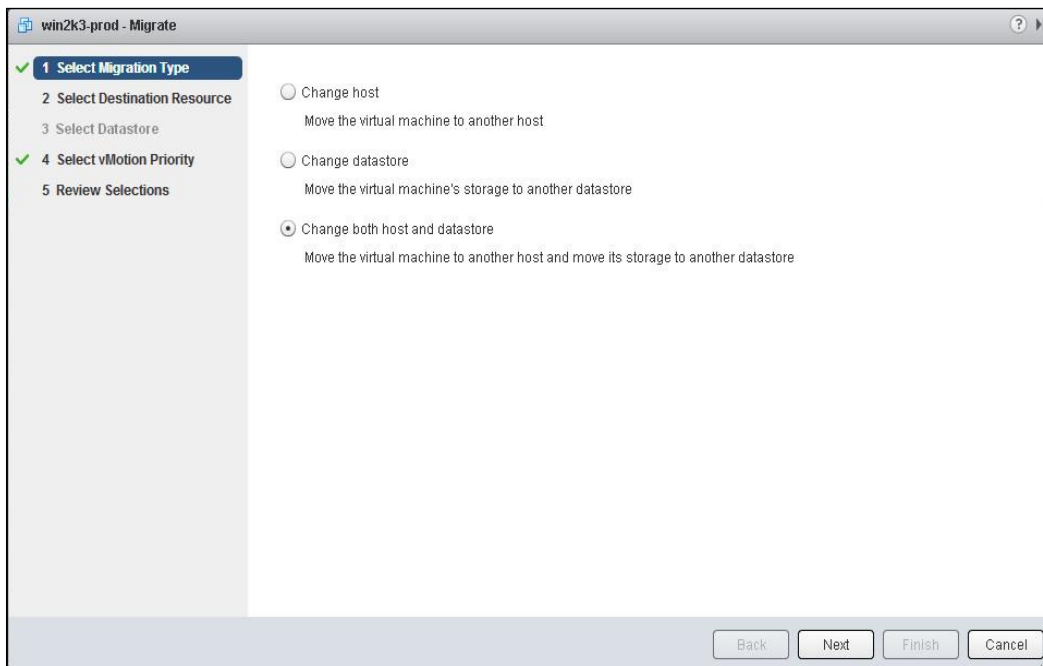 win2k3-prod - Migrate
?
1 Select Migration Type
2 Select Destination Resource
3 Select Datastore
4 Select vMotion Priority
5 Review Selections
Change host
Move the virtual machine to another host
Change datastore
Move the virtual machine's storage to another datastore
Change both host and datastore
Move the virtual machine to another host and move its storage to another datastore
Back
Next
Finish
Cancel